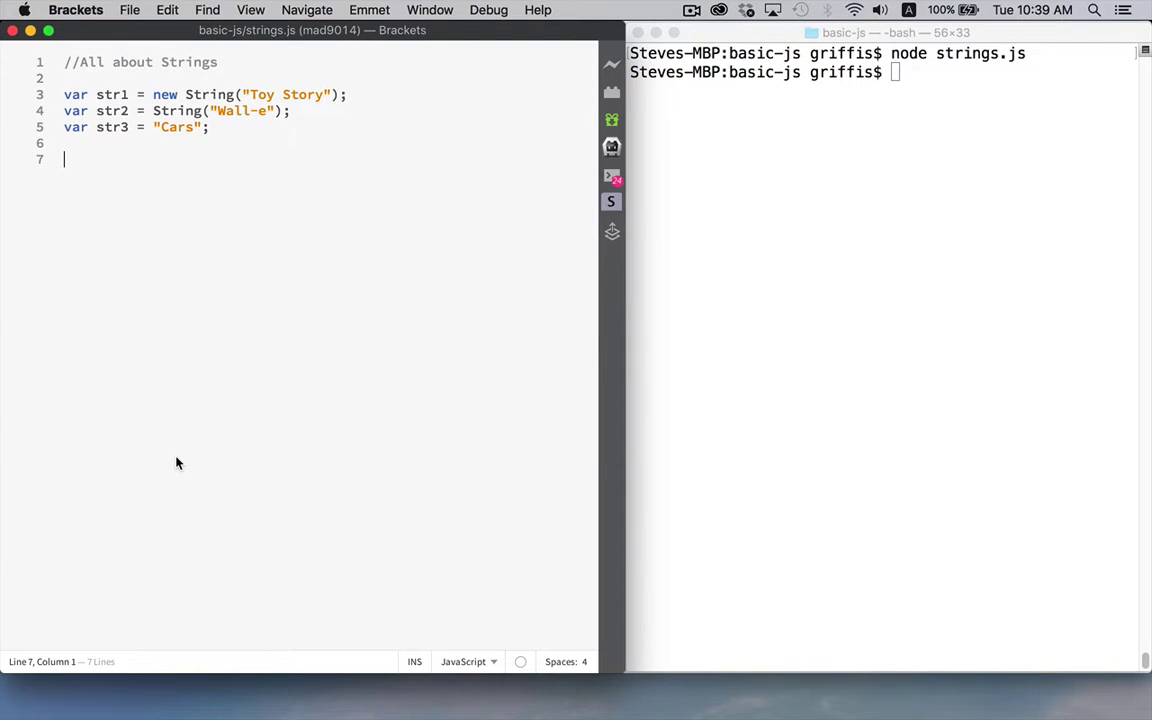 Brackets File Edit Find View Navigate Emmet Window Debug Help A 100% Tue 10:39 AM
basic-js/strings.js (mad9014) — Brackets
basic-js — -bash — 56×33
1 //All about Strings
2
3 var str1 = new String("Toy Story");
4 var str2 = String("Wall-e");
5 var str3 = "Cars";
6
7
24
S
[Steves-MBP:basic-js griffis$ node strings.js ]
Steves-MBP:basic-js griffis$
Line 7, Column 1 — 7 Lines INS JavaScript Spaces: 4